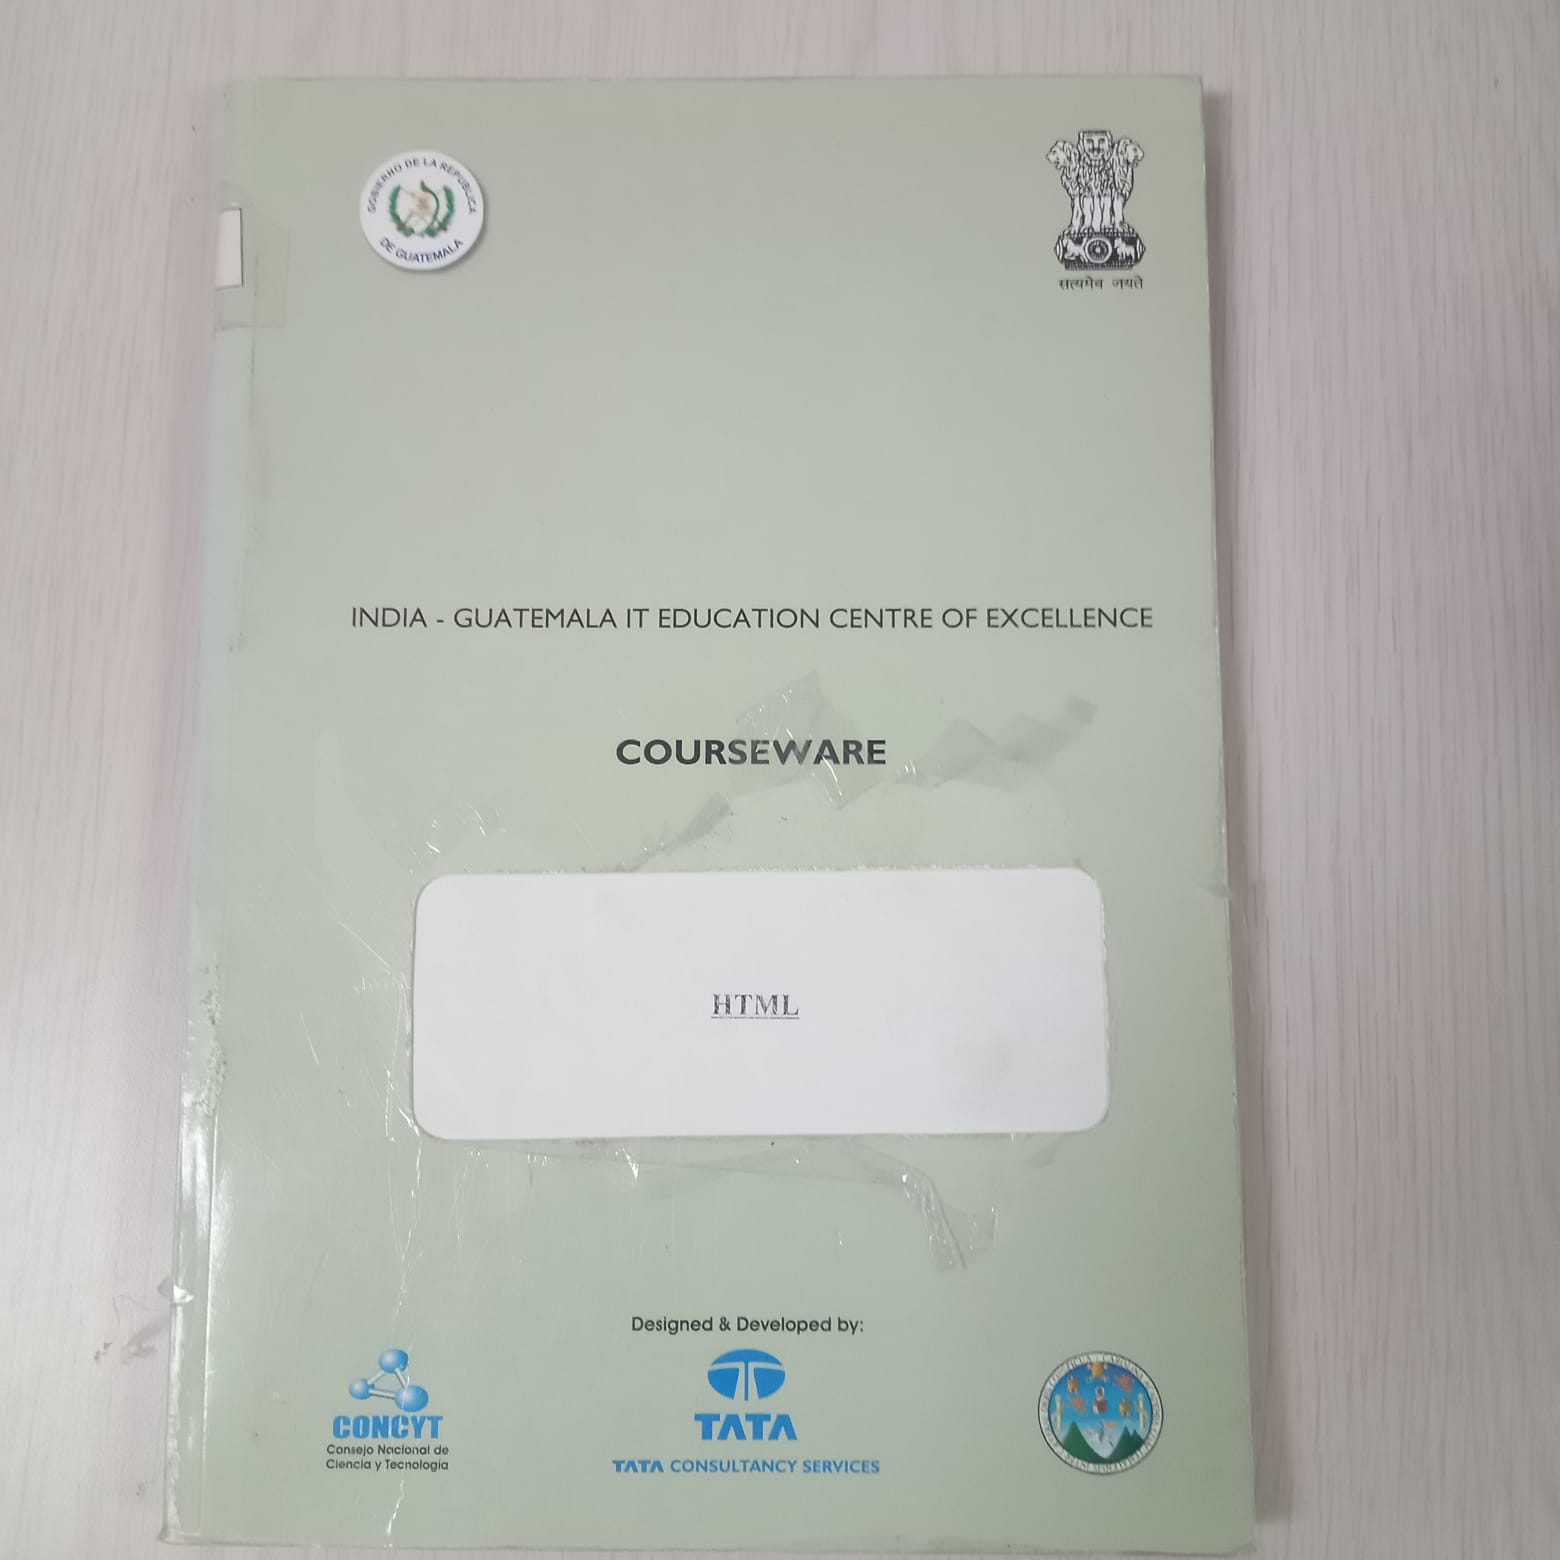 GOBIERNO DE LA REPUBLICA
DE GUATEMALA
सत्यमेव जयते
INDIA - GUATEMALA IT EDUCATION CENTRE OF EXCELLENCE
COURSEWARE
HTML
Designed & Developed by:
CONCYT
Consejo Nacional de
Ciencia y Tecnología
TATA
TATA CONSULTANCY SERVICES